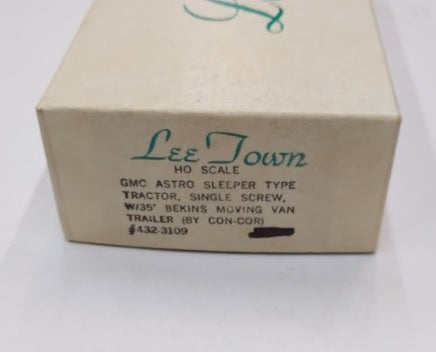 Lee Town
HO SCALE
GMC ASTRO SLEEPER TYPE
TRACTOR, SINGLE SCREW,
W/35' BEKINS MOVING VAN
TRAILER (BY CON-COR)
#432-3109